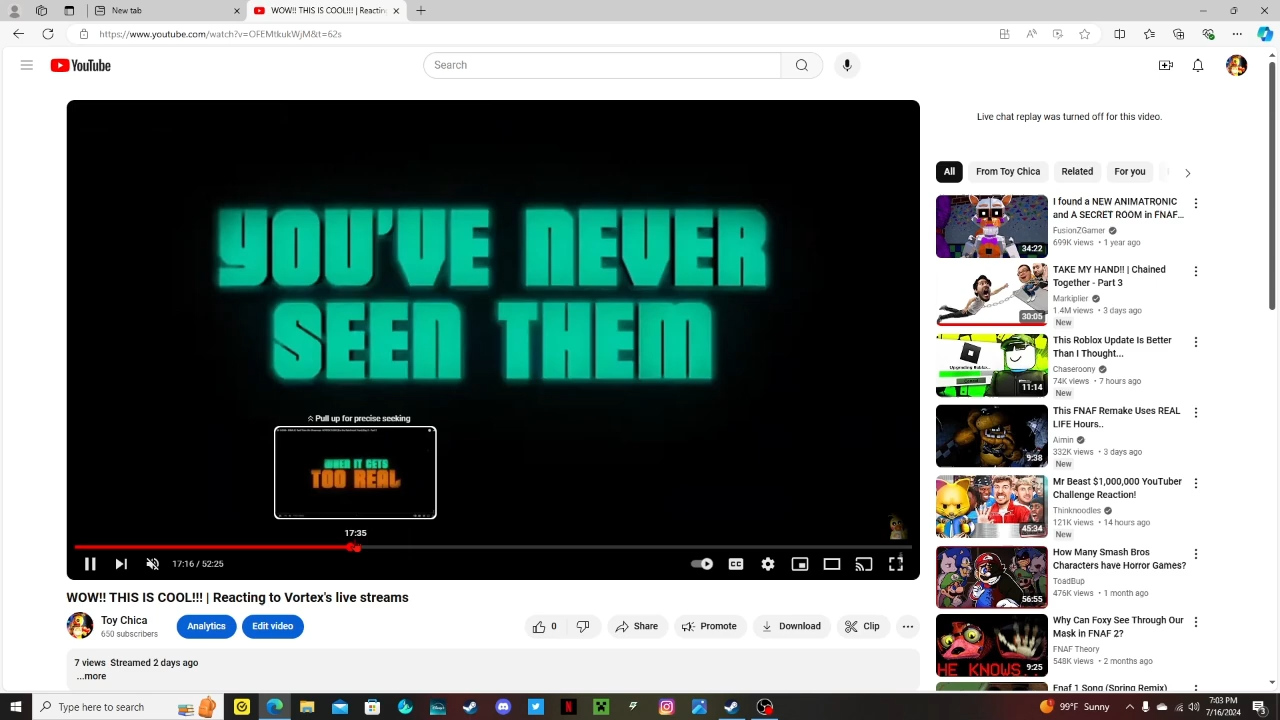 New tab
WOW!! THIS IS COOL!!! | Reacting
https://www.youtube.com/watch?v=OFEMtkukWjM&t=62s
YouTube
Search
YOU'VE NEVER
SEEN THEM
Pull up for precise seeking
WHEN IT GETS
TOO REAL
17:35
17:16 / 52:25
WOW!! THIS IS COOL!!! | Reacting to Vortex's live streams
Toy Chica
650 subscribers
Analytics
Edit video
0
Share
Promote
Download
Clip
7 views Streamed 2 days ago
...more
Live chat replay was turned off for this video.
All
From Toy Chica
Related
For you
34:22
I found a NEW ANIMATRONIC
and A SECRET ROOM in FNAF...
FusionZGamer
699K views • 1 year ago
30:05
TAKE MY HAND!! | Chained
Together - Part 3
Markiplier
1.4M views • 3 days ago
New
11:14
This Roblox Update Is Better
Than I Thought...
Chaseroony
74K views • 7 hours ago
New
9:38
This FNAF Remake Uses REAL
LIFE Hours..
Aimin
332K views • 3 days ago
New
45:34
Mr Beast $1,000,000 YouTuber
Challenge Reaction!
Thinknoodles
121K views • 14 hours ago
New
56:55
How Many Smash Bros
Characters have Horror Games?
ToadBup
476K views • 1 month ago
HE KNOWS
9:25
Why Can Foxy See Through Our
Mask in FNAF 2?
FNAF Theory
548K views • 2 months ago
Fnaf 1 Song (Spring Remix)
Type here to search
99°F
7:03 PM
7/16/2024
3